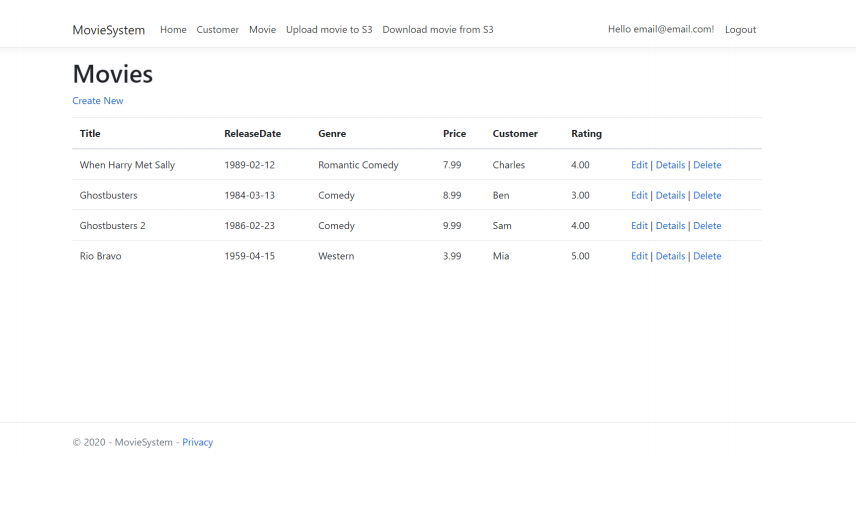 MovieSystem Home Customer Movie Upload movie to S3 Download movie from S3 Hello email@email.com! Logout
Movies
Create New
Title ReleaseDate Genre Price Customer Rating
When Harry Met Sally 1989-02-12 Romantic Comedy 7.99 Charles 4.00 Edit | Details | Delete
Ghostbusters 1984-03-13 Comedy 8.99 Ben 3.00 Edit | Details | Delete
Ghostbusters 2 1986-02-23 Comedy 9.99 Sam 4.00 Edit | Details | Delete
Rio Bravo 1959-04-15 Western 3.99 Mia 5.00 Edit | Details | Delete
© 2020 - MovieSystem - Privacy